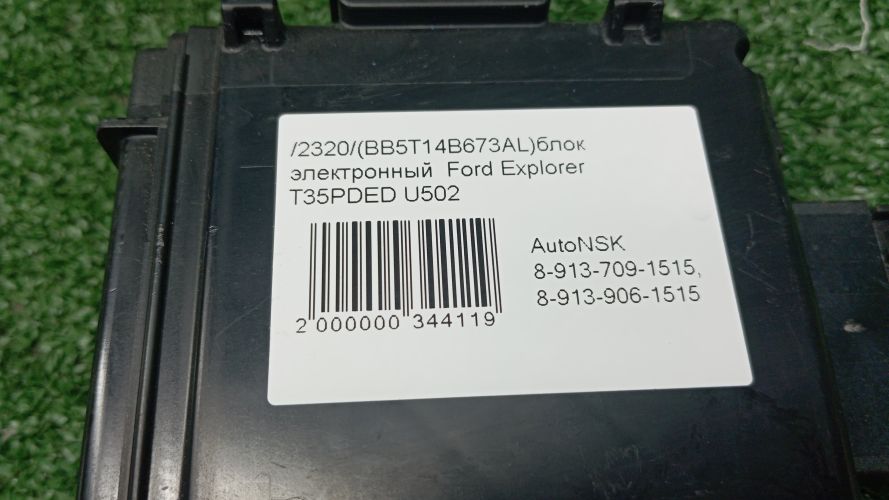 /2320/(BB5T14B673AL)блок
электронный Ford Explorer
T35PDED U502
AutoNSK
8-913-709-1515,
8-913-906-1515
2 000000 344119